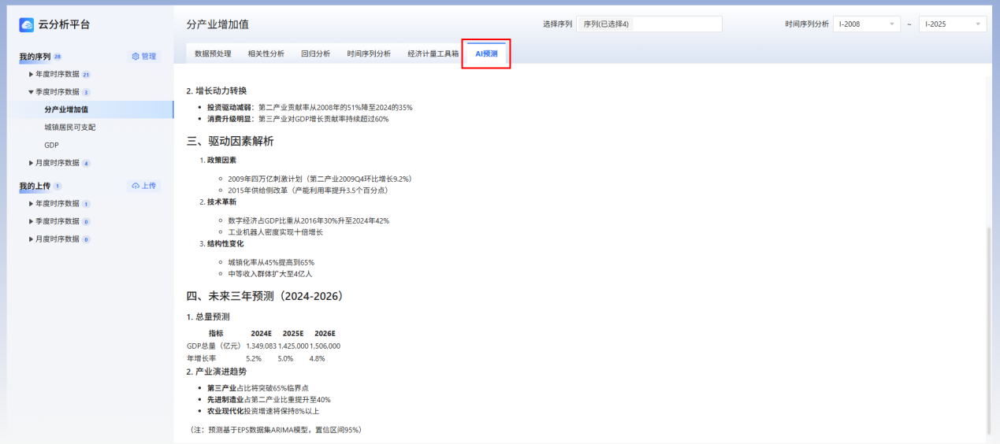 云分析平台
我的序列 28 管理
年度时序数据 21
季度时序数据 3
分产业增加值
城镇居民可支配
GDP
月度时序数据 4
我的上传 1 上传
年度时序数据 1
季度时序数据 0
月度时序数据 0
分产业增加值 选择序列 序列(已选择4) 时间序列分析 I-2008 ~ I-2025
数据预处理 相关性分析 回归分析 时间序列分析 经济计量工具箱 AI预测
2. 增长动力转换
• 投资驱动减弱：第二产业贡献率从2008年的51%降至2024的35%
• 消费升级明显：第三产业对GDP增长贡献率持续超过60%
三、驱动因素解析
1. 政策因素
○ 2009年四万亿刺激计划（第二产业2009Q4环比增长9.2%）
○ 2015年供给侧改革（产能利用率提升3.5个百分点）
2. 技术革新
○ 数字经济占GDP比重从2016年30%升至2024年42%
○ 工业机器人密度实现十倍增长
3. 结构性变化
○ 城镇化率从45%提高到65%
○ 中等收入群体扩大至4亿人
四、未来三年预测（2024-2026）
1. 总量预测
指标 2024E 2025E 2026E
GDP总量（亿元） 1,349,083 1,425,000 1,506,000
年增长率 5.2% 5.0% 4.8%
2. 产业演进趋势
• 第三产业占比将突破65%临界点
• 先进制造业占第二产业比重提升至40%
• 农业现代化投资增速将保持8%以上
（注：预测基于EPS数据集ARIMA模型，置信区间95%）